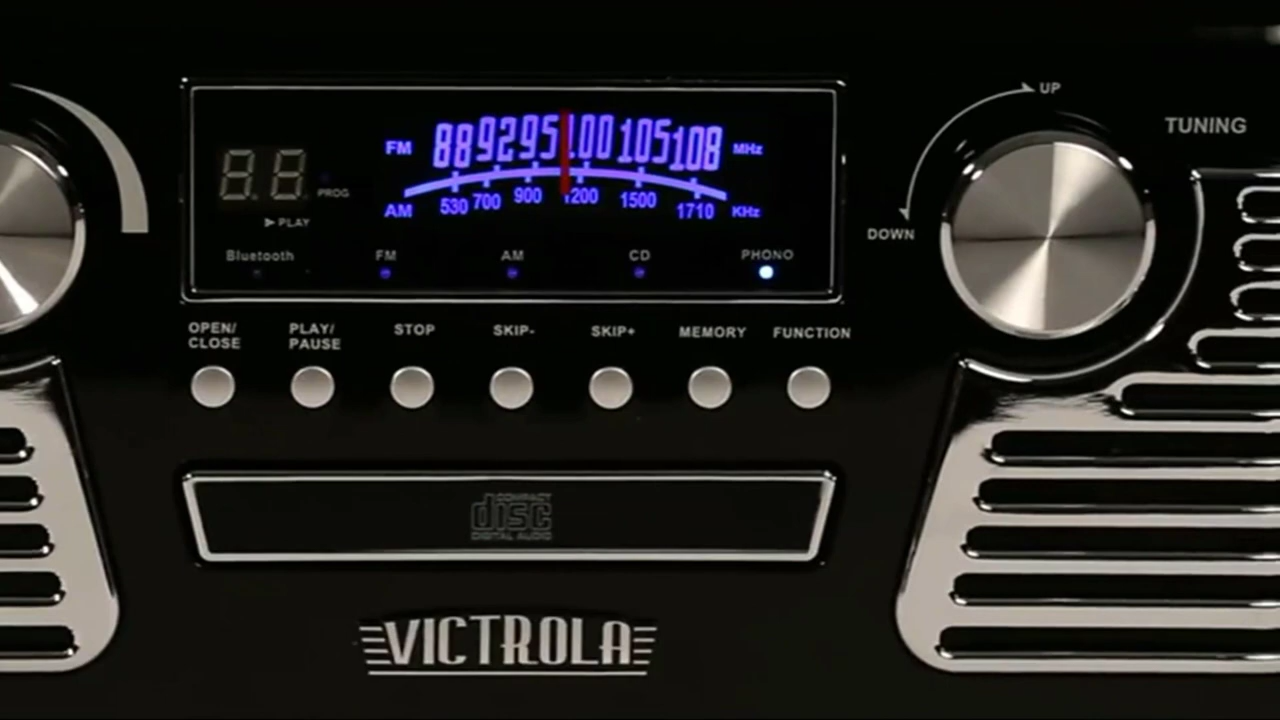 UP
TUNING
DOWN
FM 88 92 95 100 105 108 MHz
AM 530 700 900 1200 1500 1710 KHz
88
PROG
PLAY
Bluetooth FM AM CD PHONO
OPEN/
CLOSE
PLAY/
PAUSE
STOP
SKIP-
SKIP+
MEMORY
FUNCTION
COMPACT
disc
DIGITAL AUDIO
VICTROLA